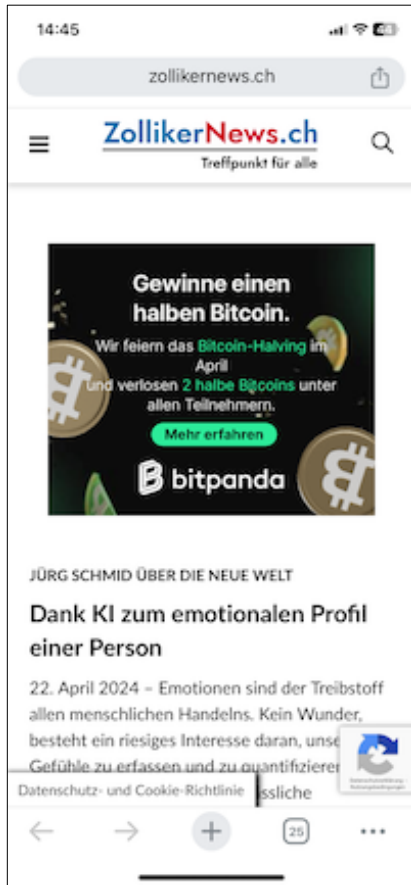 14:45
zollikernews.ch
ZollikerNews.ch
Treffpunkt für alle
Gewinne einen
halben Bitcoin.
Wir feiern das Bitcoin-Halving im
April
und verlosen 2 halbe Bitcoins unter
allen Teilnehmern.
Mehr erfahren
bitpanda
JÜRG SCHMID ÜBER DIE NEUE WELT
Dank KI zum emotionalen Profil
einer Person
22. April 2024 – Emotionen sind der Treibstoff
allen menschlichen Handelns. Kein Wunder,
besteht ein riesiges Interesse daran, unse
Gefühle zu erfassen und zu quantifizieren
Datenschutz- und Cookie-Richtlinie
ssliche
25